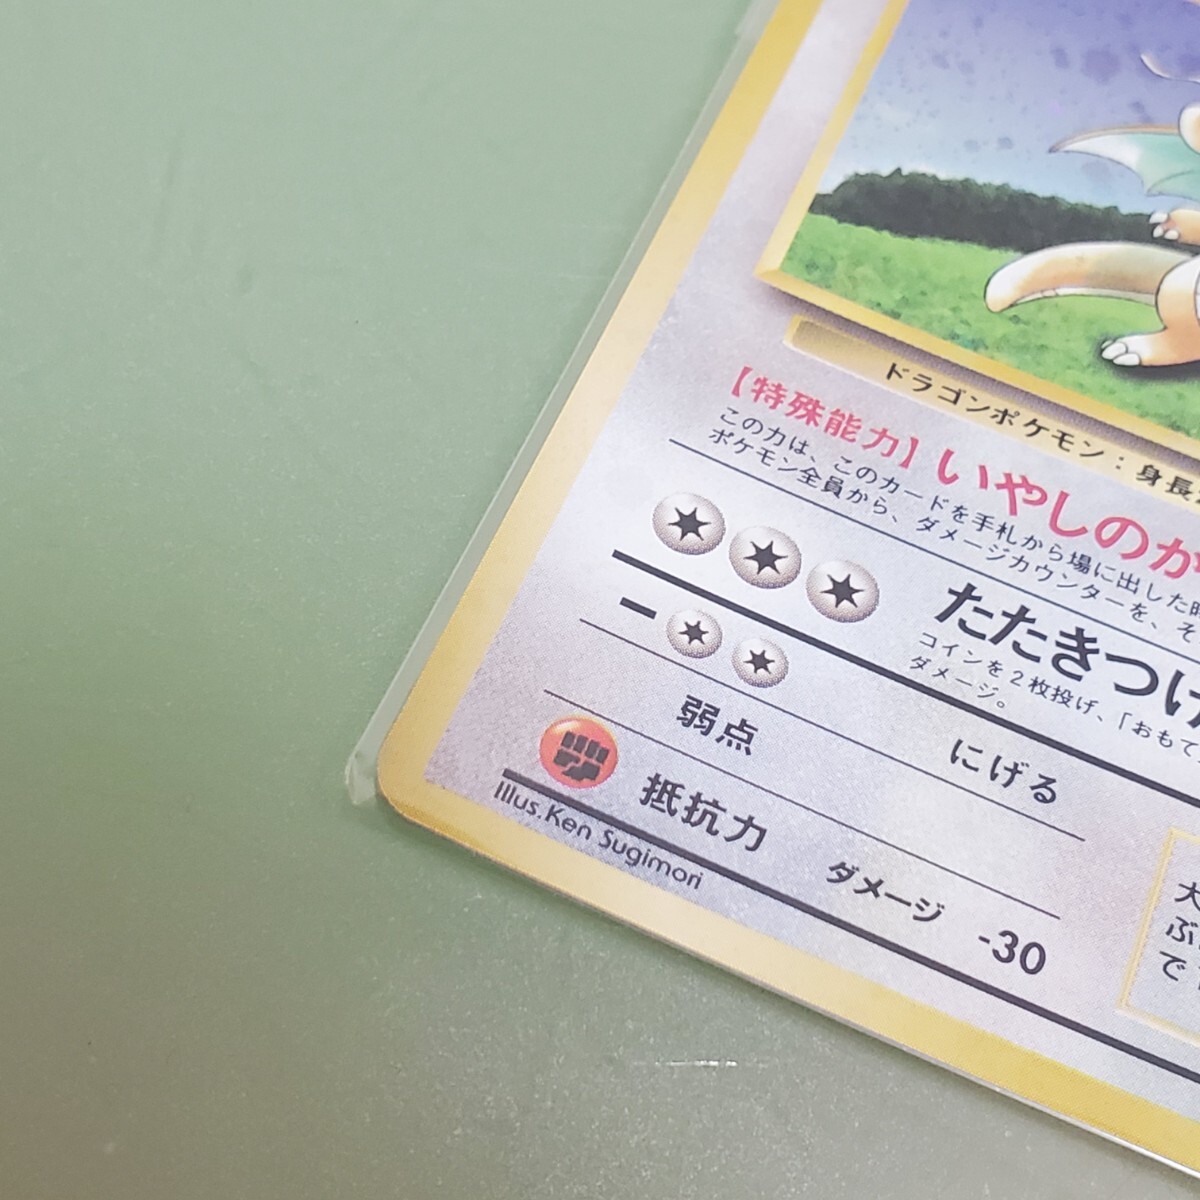 ドラゴンポケモン：身長
【特殊能力】いやしのか
この力は、このカードを手札から場に出した時
ポケモン全員から、ダメージカウンターを、そ
たたきつけ
コインを２枚投げ、「おもて」
ダメージ。
弱点
にげる
抵抗力
ダメージ -30
Illus.Ken Sugimori
大
ぶ
で